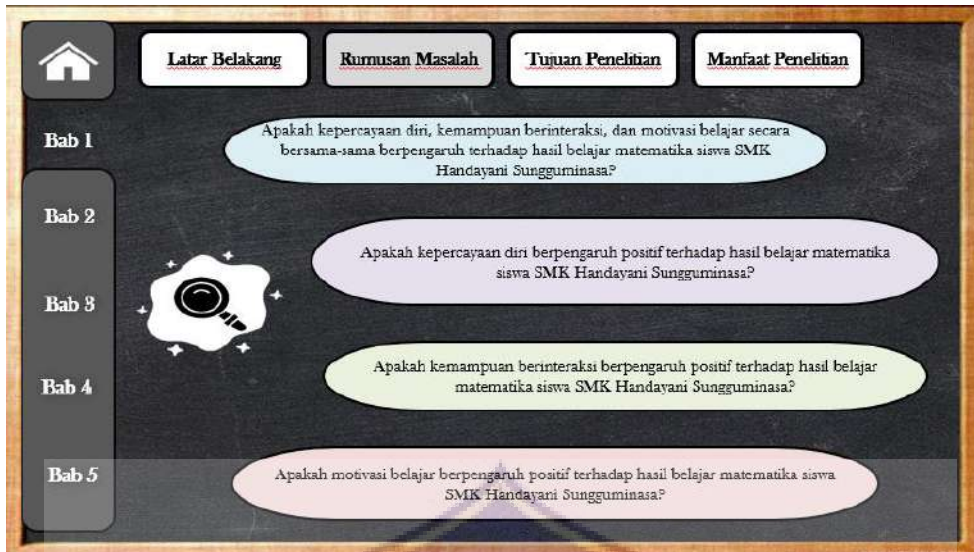 Latar Belakang
Rumusan Masalah
Tujuan Penelitian
Manfaat Penelitian
Bab 1
Apakah kepercayaan diri, kemampuan berinteraksi, dan motivasi belajar secara
bersama-sama berpengaruh terhadap hasil belajar matematika siswa SMK
Handayani Sungguminasa?
Bab 2
Apakah kepercayaan diri berpengaruh positif terhadap hasil belajar matematika
siswa SMK Handayani Sungguminasa?
Bab 3
Bab 4
Apakah kemampuan berinteraksi berpengaruh positif terhadap hasil belajar
matematika siswa SMK Handayani Sungguminasa?
Bab 5
Apakah motivasi belajar berpengaruh positif terhadap hasil belajar matematika siswa
SMK Handayani Sungguminasa?